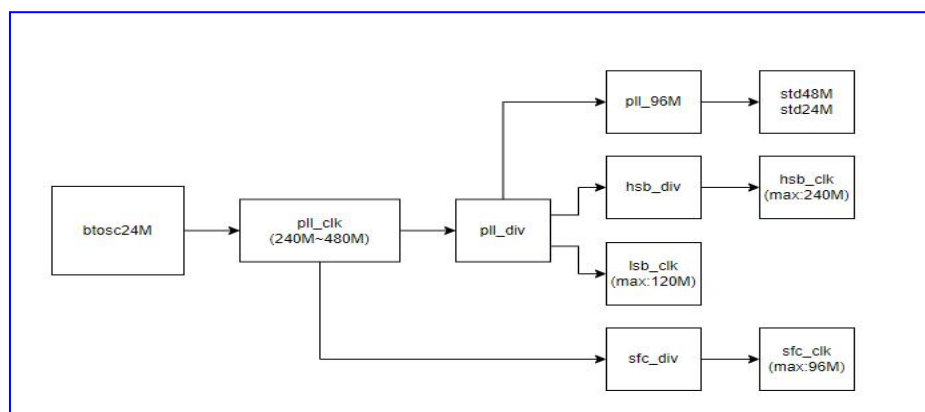 btosc24M
pll_clk
(240M~480M)
pll_div
pll_96M
std48M
std24M
hsb_div
hsb_clk
(max:240M)
lsb_clk
(max:120M)
sfc_div
sfc_clk
(max:96M)